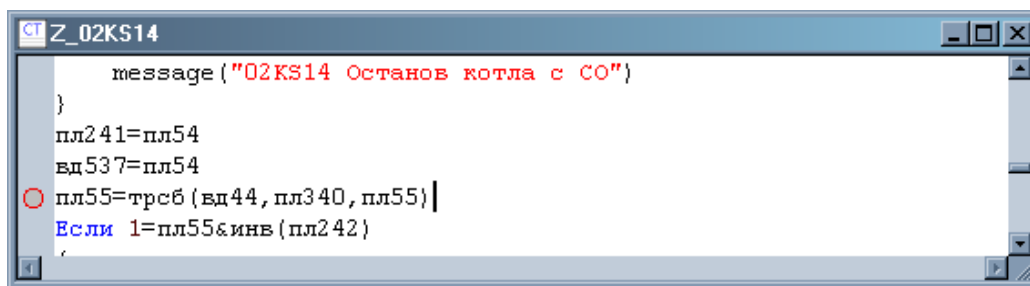 CT Z_02KS14
message("02KS14 Останов котла с СО")
}
пл241=пл54
вд537=пл54
пл55=трсб(вд44,пл340,пл55)
Если 1=пл55&инв(пл242)